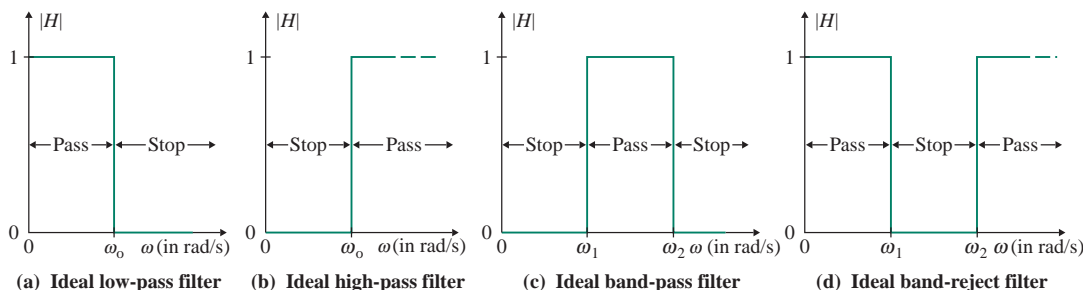 |H| |H| |H| |H|
1 1 1 1
Pass Stop Stop Pass Stop Pass Stop Pass Stop Pass
0 0 0 0
0 ωo ω (in rad/s) 0 ωo ω (in rad/s) 0 ω1 ω2 ω (in rad/s) 0 ω1 ω2 ω (in rad/s)
(a) Ideal low-pass filter (b) Ideal high-pass filter (c) Ideal band-pass filter (d) Ideal band-reject filter